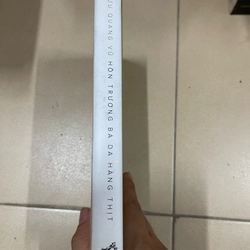 LƯU QUANG VŨ HỒN TRƯƠNG BA DA HÀNG THỊT